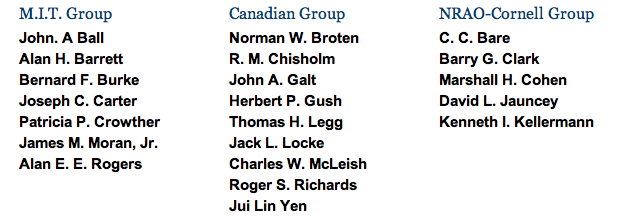 M.I.T. Group
John. A Ball
Alan H. Barrett
Bernard F. Burke
Joseph C. Carter
Patricia P. Crowther
James M. Moran, Jr.
Alan E. E. Rogers
Canadian Group
Norman W. Broten
R. M. Chisholm
John A. Galt
Herbert P. Gush
Thomas H. Legg
Jack L. Locke
Charles W. McLeish
Roger S. Richards
Jui Lin Yen
NRAO-Cornell Group
C. C. Bare
Barry G. Clark
Marshall H. Cohen
David L. Jauncey
Kenneth I. Kellermann